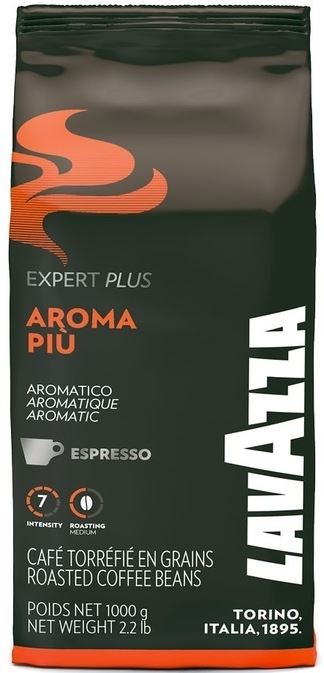 EXPERT PLUS
AROMA
PIÙ
AROMATICO
AROMATIQUE
AROMATIC
ESPRESSO
7
INTENSITY
ROASTING
MEDIUM
CAFÉ TORRÉFIÉ EN GRAINS
ROASTED COFFEE BEANS
POIDS NET 1000 g
NET WEIGHT 2.2 lb
LAVAZZA
TORINO,
ITALIA, 1895.